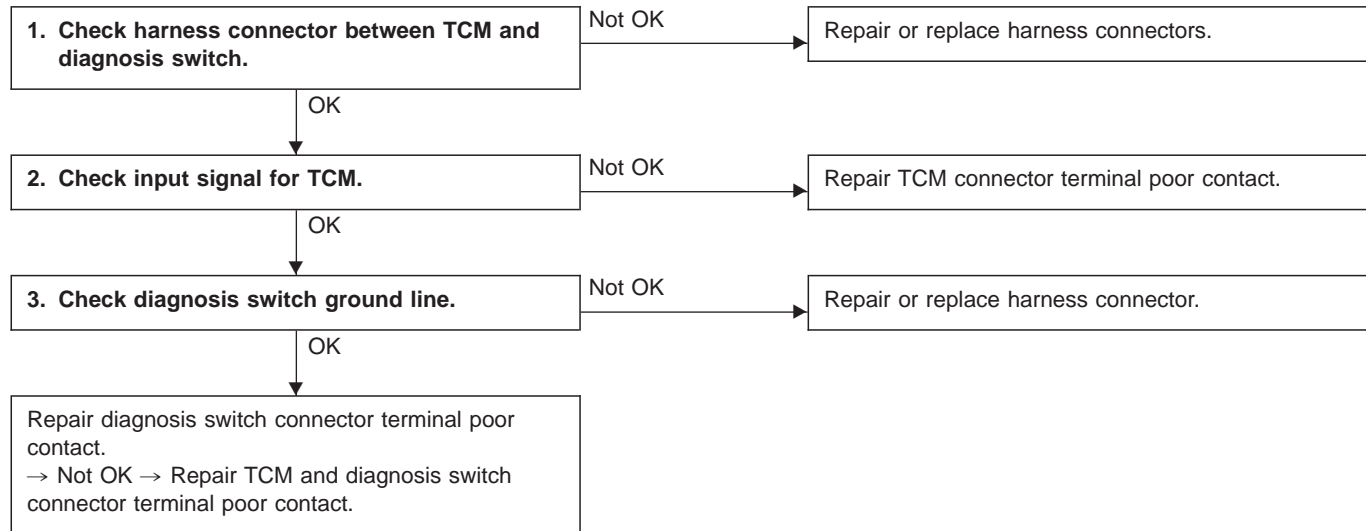 1. Check harness connector between TCM and
diagnosis switch.
Not OK
Repair or replace harness connectors.
OK
2. Check input signal for TCM.
Not OK
Repair TCM connector terminal poor contact.
OK
3. Check diagnosis switch ground line.
Not OK
Repair or replace harness connector.
OK
Repair diagnosis switch connector terminal poor
contact.
→ Not OK → Repair TCM and diagnosis switch
connector terminal poor contact.